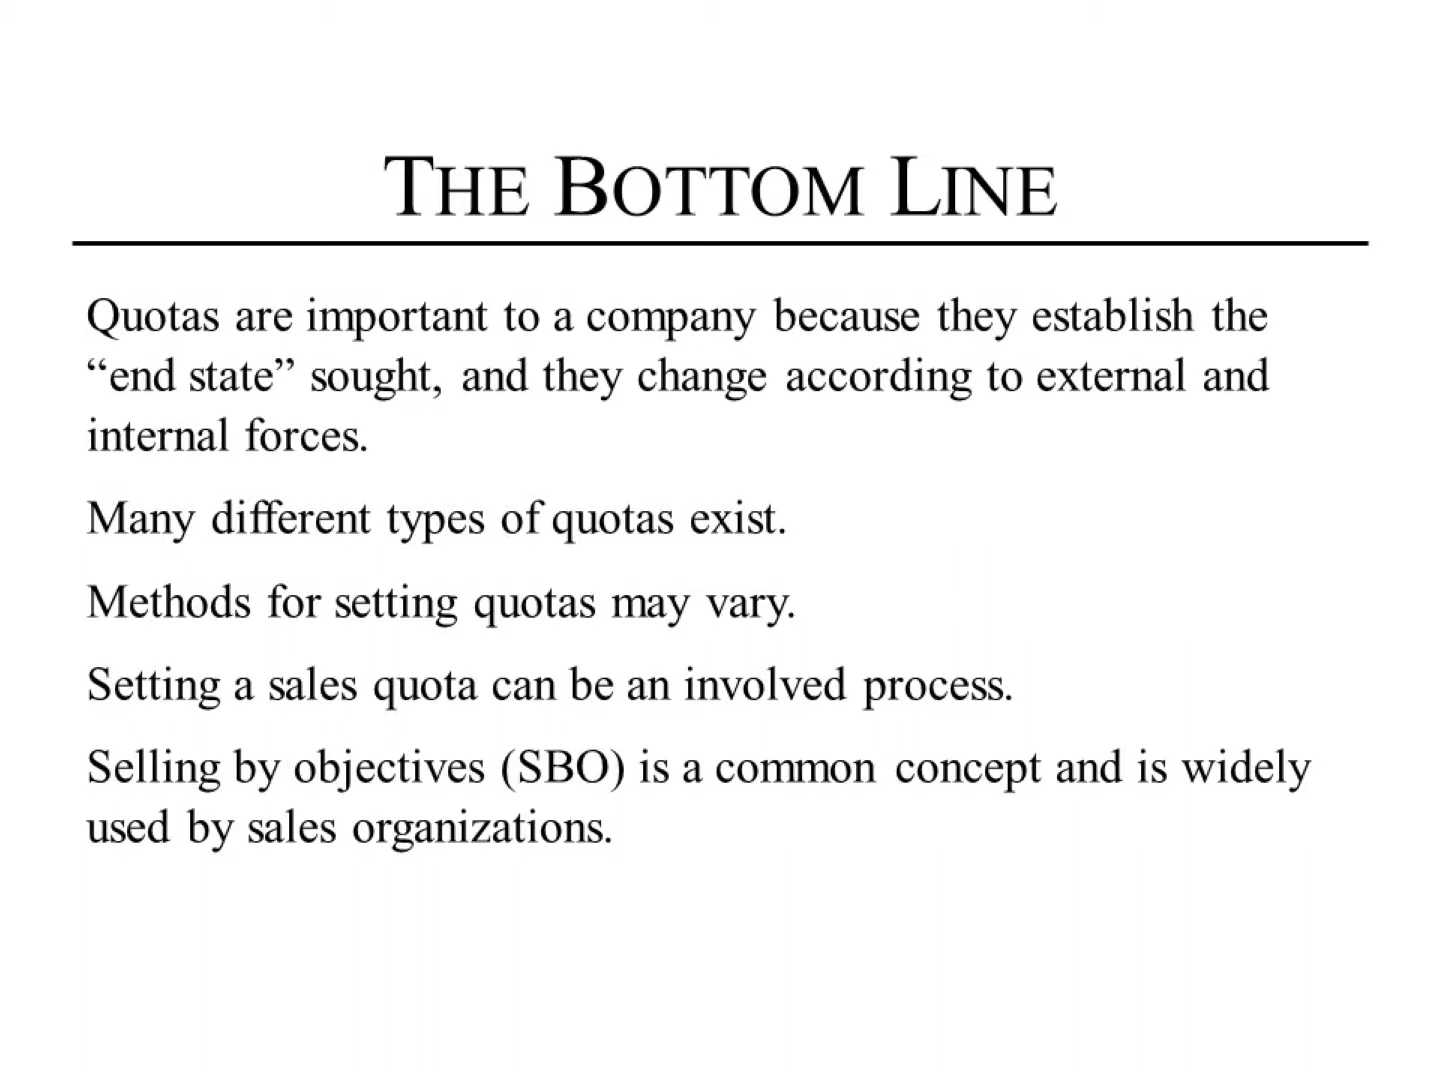 THE BOTTOM LINE
Quotas are important to a company because they establish the
“end state” sought, and they change according to external and
internal forces.
Many different types of quotas exist.
Methods for setting quotas may vary.
Setting a sales quota can be an involved process.
Selling by objectives (SBO) is a common concept and is widely
used by sales organizations.